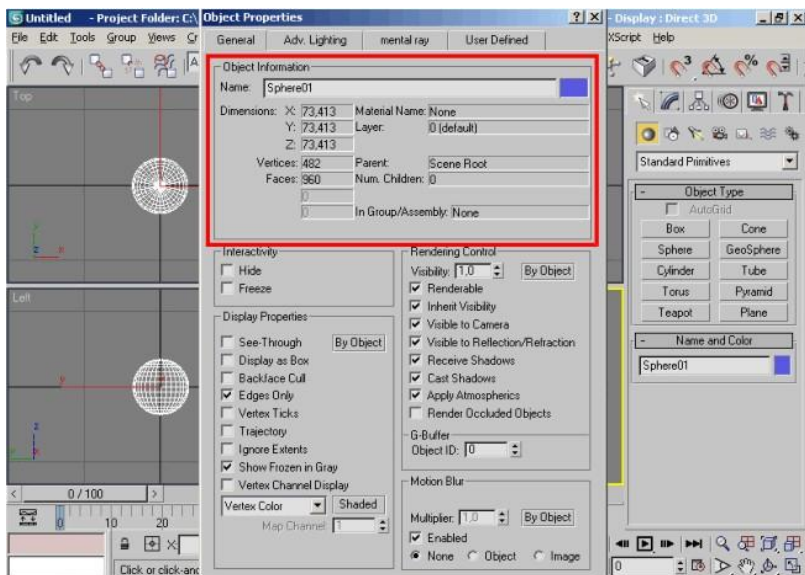 Untitled - Project Folder: C:\
File Edit Tools Group Views Cr
Object Properties
- Display : Direct 3D
XScript Help
General Adv. Lighting mental ray User Defined
Object Information
Name: Sphere01
Dimensions: X: 73,413 Material Name: None
Y: 73,413 Layer: 0 (default)
Z: 73,413
Vertices: 482 Parent: Scene Root
Faces: 960 Num. Children: 0
0
0 In Group/Assembly: None
Interactivity
Hide
Freeze
Display Properties
See-Through By Object
Display as Box
Backface Cull
Edges Only
Vertex Ticks
Trajectory
Ignore Extents
Show Frozen in Gray
Vertex Channel Display
Vertex Color Shaded
Map Channel: 1
Rendering Control
Visibility: 1,0 By Object
Renderable
Inherit Visibility
Visible to Camera
Visible to Reflection/Refraction
Receive Shadows
Cast Shadows
Apply Atmospherics
Render Occluded Objects
G-Buffer
Object ID: 0
Motion Blur
Multiplier: 1,0 By Object
Enabled
None Object Image
Top
Left
0 / 100
0 10 20
Click or click-and
Standard Primitives
Object Type
AutoGrid
Box Cone
Sphere GeoSphere
Cylinder Tube
Torus Pyramid
Teapot Plane
Name and Color
Sphere01
0